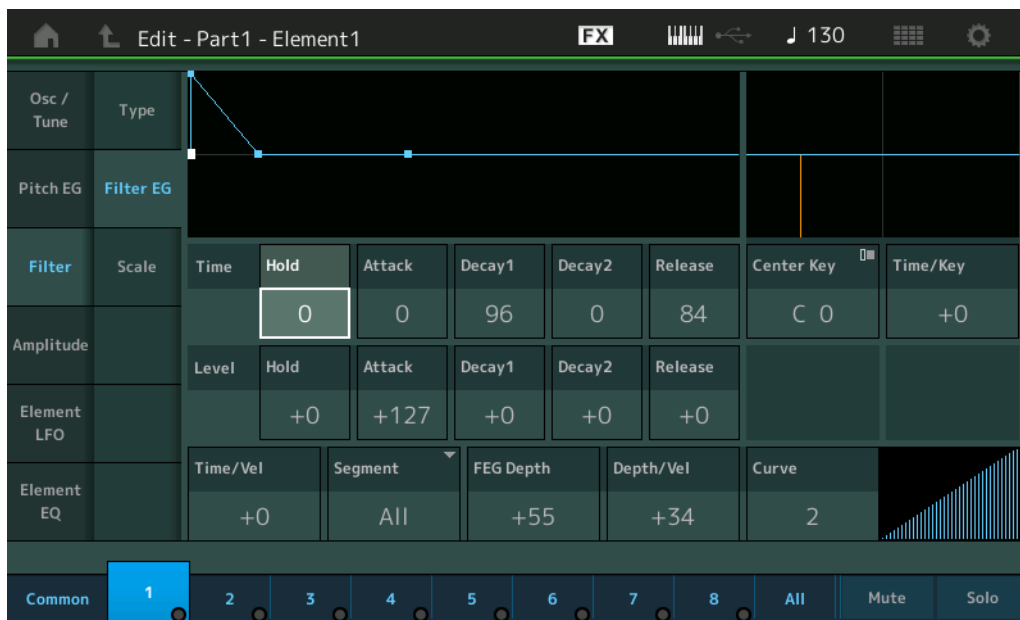 Edit - Part1 - Element1
FX
♩ 130
Osc /
Tune
Type
Pitch EG
Filter EG
Filter
Scale
Amplitude
Element
LFO
Element
EQ
Time
Hold
Attack
Decay1
Decay2
Release
Center Key
Time/Key
0
0
96
0
84
C 0
+0
Level
Hold
Attack
Decay1
Decay2
Release
+0
+127
+0
+0
+0
Time/Vel
Segment
FEG Depth
Depth/Vel
Curve
+0
All
+55
+34
2
Common
1
2
3
4
5
6
7
8
All
Mute
Solo